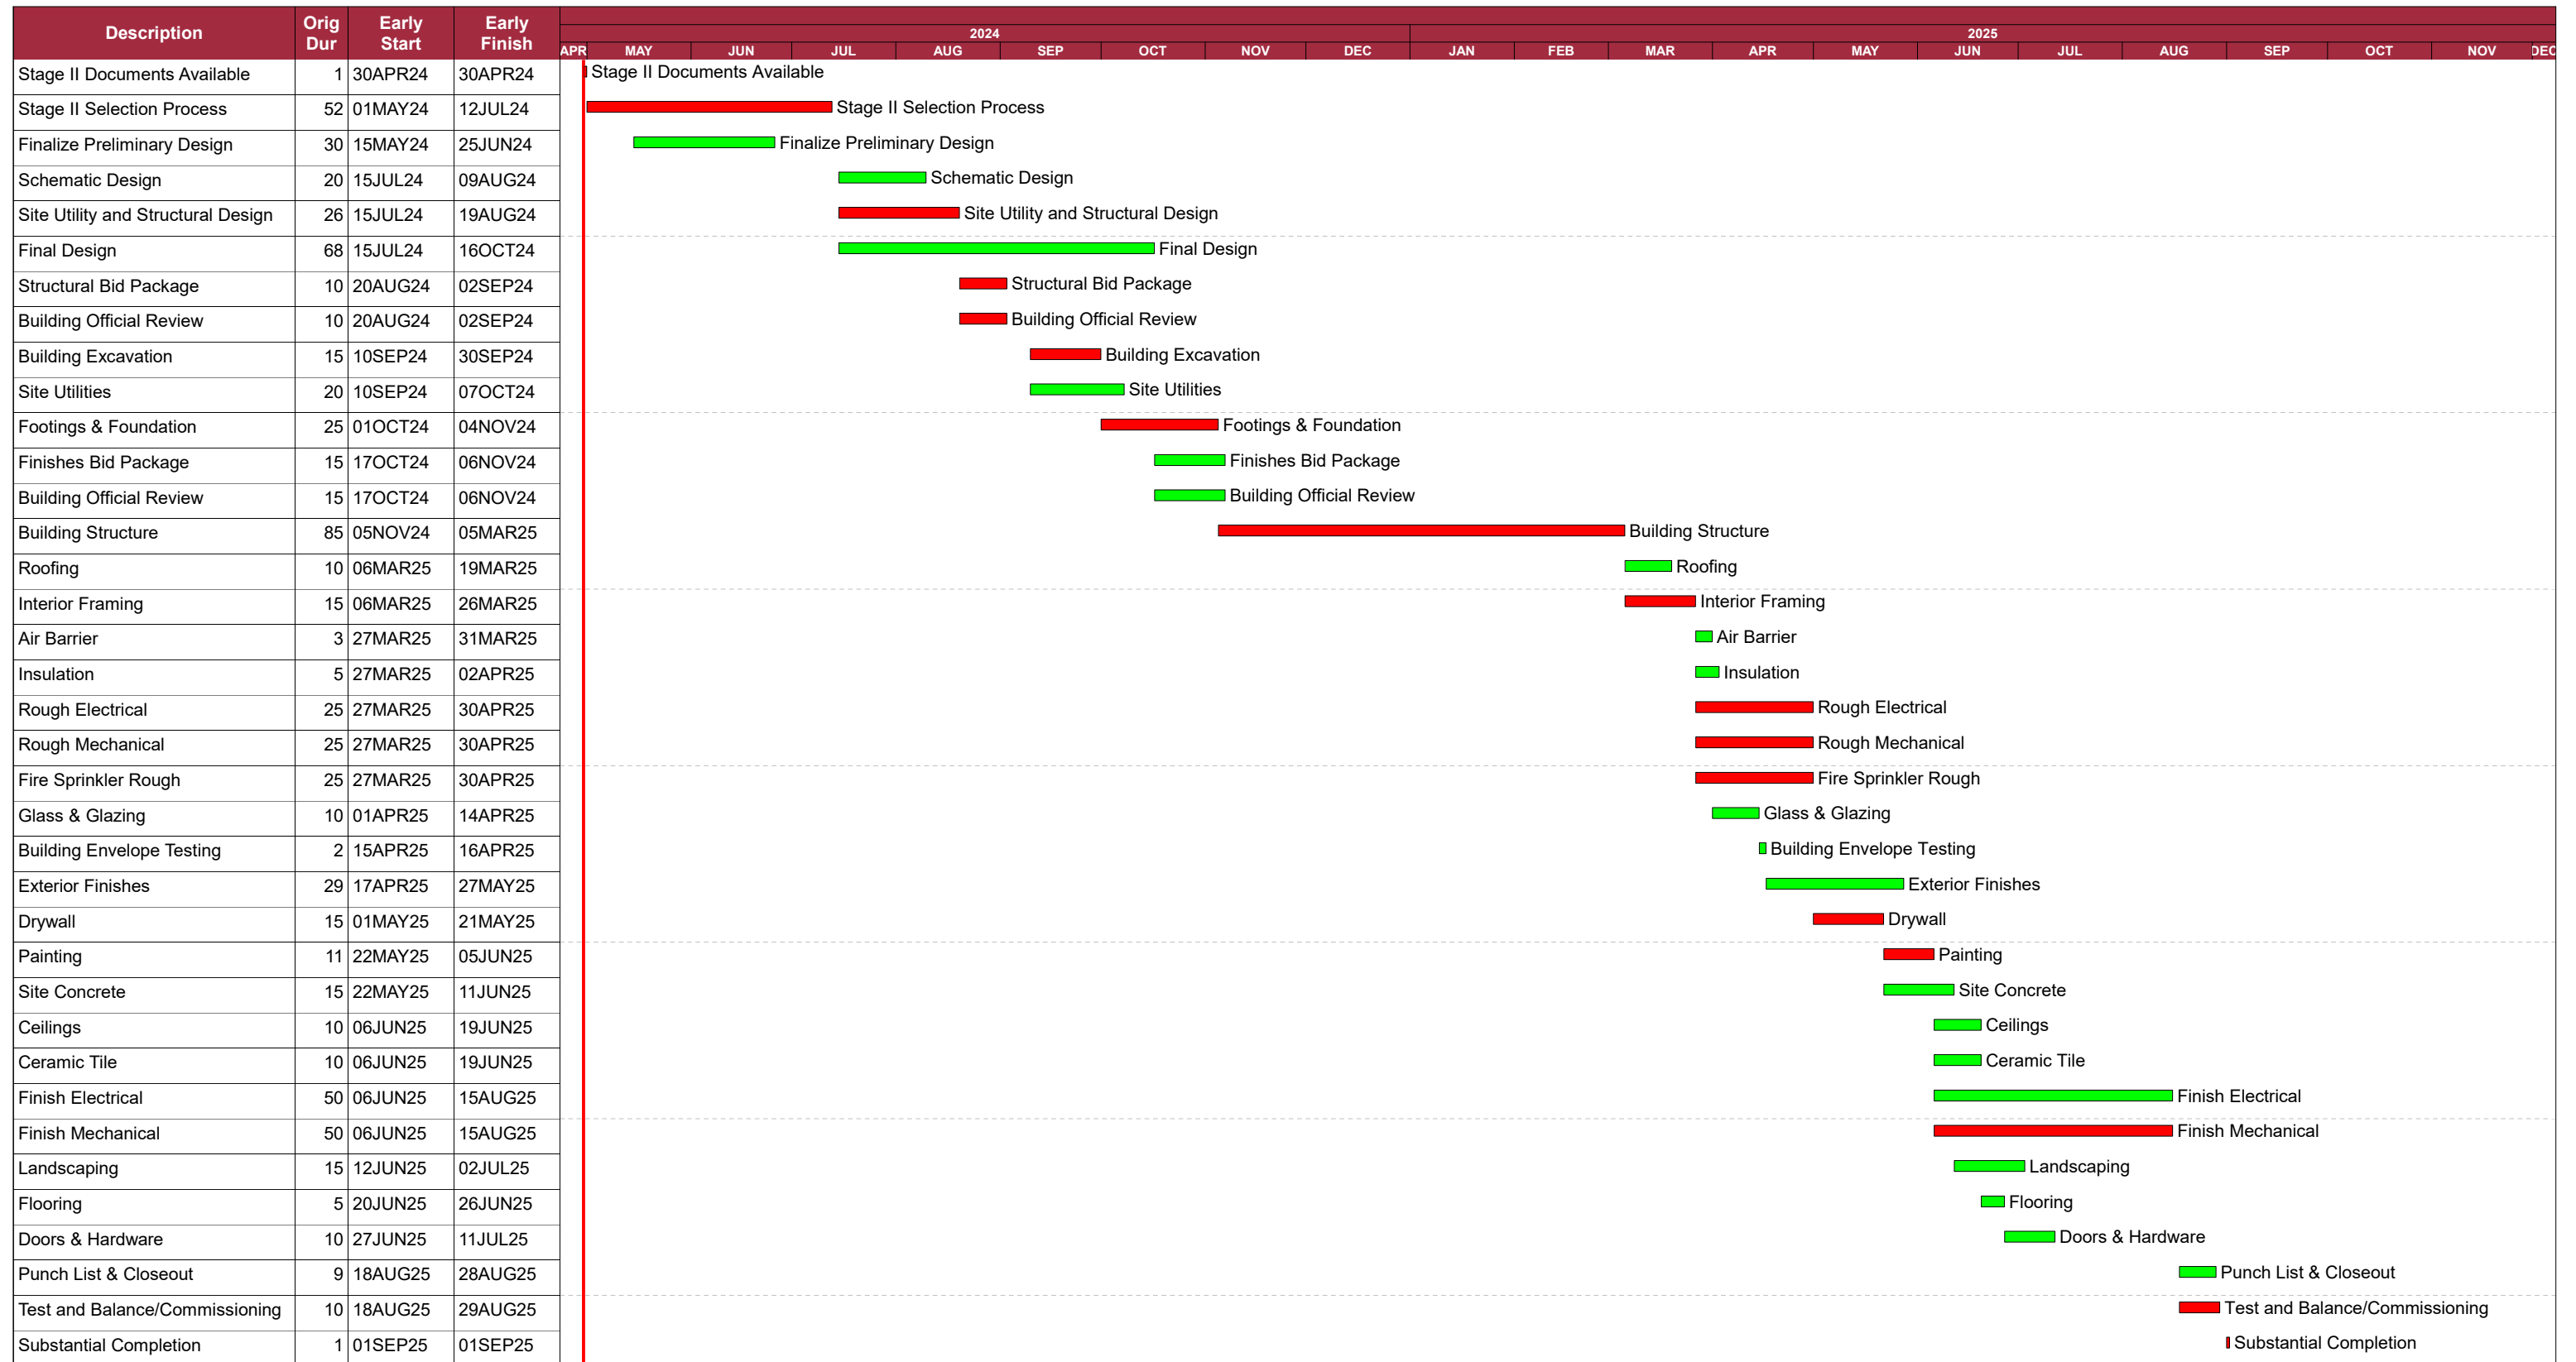 Description Orig Dur Early Start Early Finish
2024 2025
APR MAY JUN JUL AUG SEP OCT NOV DEC JAN FEB MAR APR MAY JUN JUL AUG SEP OCT NOV DEC
Stage II Documents Available 1 30APR24 30APR24 Stage II Documents Available
Stage II Selection Process 52 01MAY24 12JUL24 Stage II Selection Process
Finalize Preliminary Design 30 15MAY24 25JUN24 Finalize Preliminary Design
Schematic Design 20 15JUL24 09AUG24 Schematic Design
Site Utility and Structural Design 26 15JUL24 19AUG24 Site Utility and Structural Design
Final Design 68 15JUL24 16OCT24 Final Design
Structural Bid Package 10 20AUG24 02SEP24 Structural Bid Package
Building Official Review 10 20AUG24 02SEP24 Building Official Review
Building Excavation 15 10SEP24 30SEP24 Building Excavation
Site Utilities 20 10SEP24 07OCT24 Site Utilities
Footings & Foundation 25 01OCT24 04NOV24 Footings & Foundation
Finishes Bid Package 15 17OCT24 06NOV24 Finishes Bid Package
Building Official Review 15 17OCT24 06NOV24 Building Official Review
Building Structure 85 05NOV24 05MAR25 Building Structure
Roofing 10 06MAR25 19MAR25 Roofing
Interior Framing 15 06MAR25 26MAR25 Interior Framing
Air Barrier 3 27MAR25 31MAR25 Air Barrier
Insulation 5 27MAR25 02APR25 Insulation
Rough Electrical 25 27MAR25 30APR25 Rough Electrical
Rough Mechanical 25 27MAR25 30APR25 Rough Mechanical
Fire Sprinkler Rough 25 27MAR25 30APR25 Fire Sprinkler Rough
Glass & Glazing 10 01APR25 14APR25 Glass & Glazing
Building Envelope Testing 2 15APR25 16APR25 Building Envelope Testing
Exterior Finishes 29 17APR25 27MAY25 Exterior Finishes
Drywall 15 01MAY25 21MAY25 Drywall
Painting 11 22MAY25 05JUN25 Painting
Site Concrete 15 22MAY25 11JUN25 Site Concrete
Ceilings 10 06JUN25 19JUN25 Ceilings
Ceramic Tile 10 06JUN25 19JUN25 Ceramic Tile
Finish Electrical 50 06JUN25 15AUG25 Finish Electrical
Finish Mechanical 50 06JUN25 15AUG25 Finish Mechanical
Landscaping 15 12JUN25 02JUL25 Landscaping
Flooring 5 20JUN25 26JUN25 Flooring
Doors & Hardware 10 27JUN25 11JUL25 Doors & Hardware
Punch List & Closeout 9 18AUG25 28AUG25 Punch List & Closeout
Test and Balance/Commissioning 10 18AUG25 29AUG25 Test and Balance/Commissioning
Substantial Completion 1 01SEP25 01SEP25 Substantial Completion